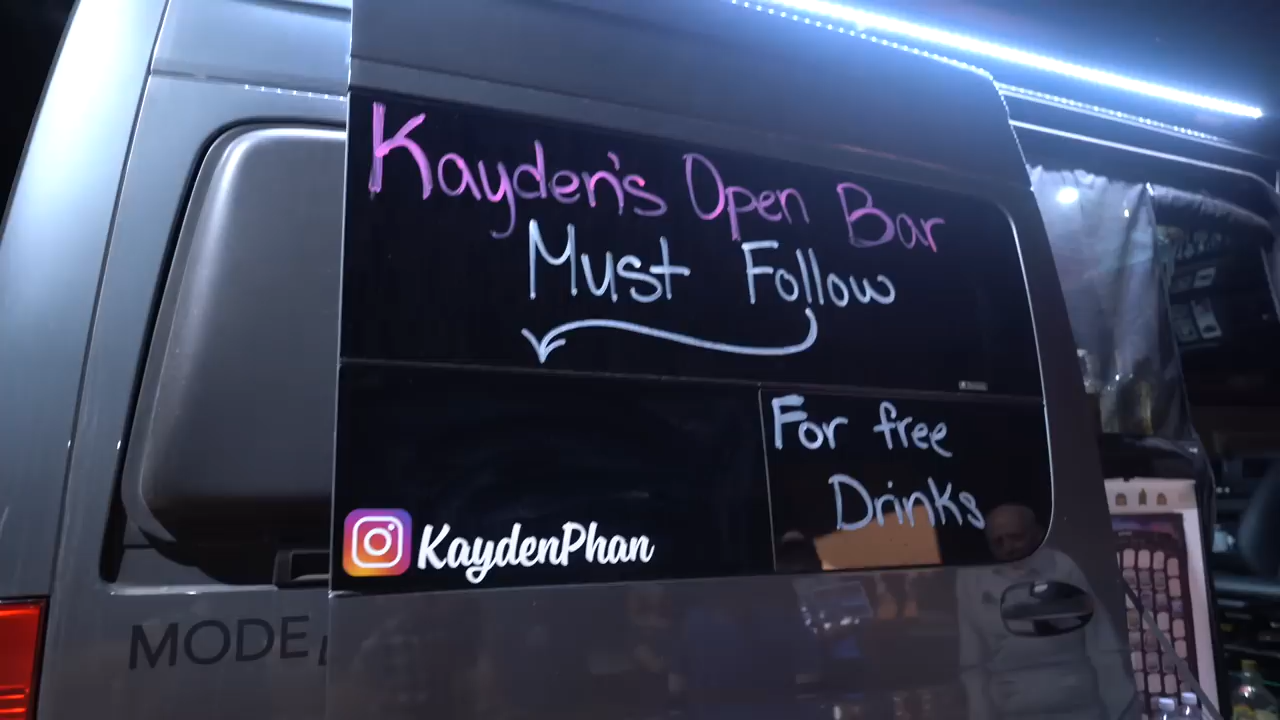 Kayden's Open Bar
Must Follow
For free
Drinks
KaydenPhan
MODE